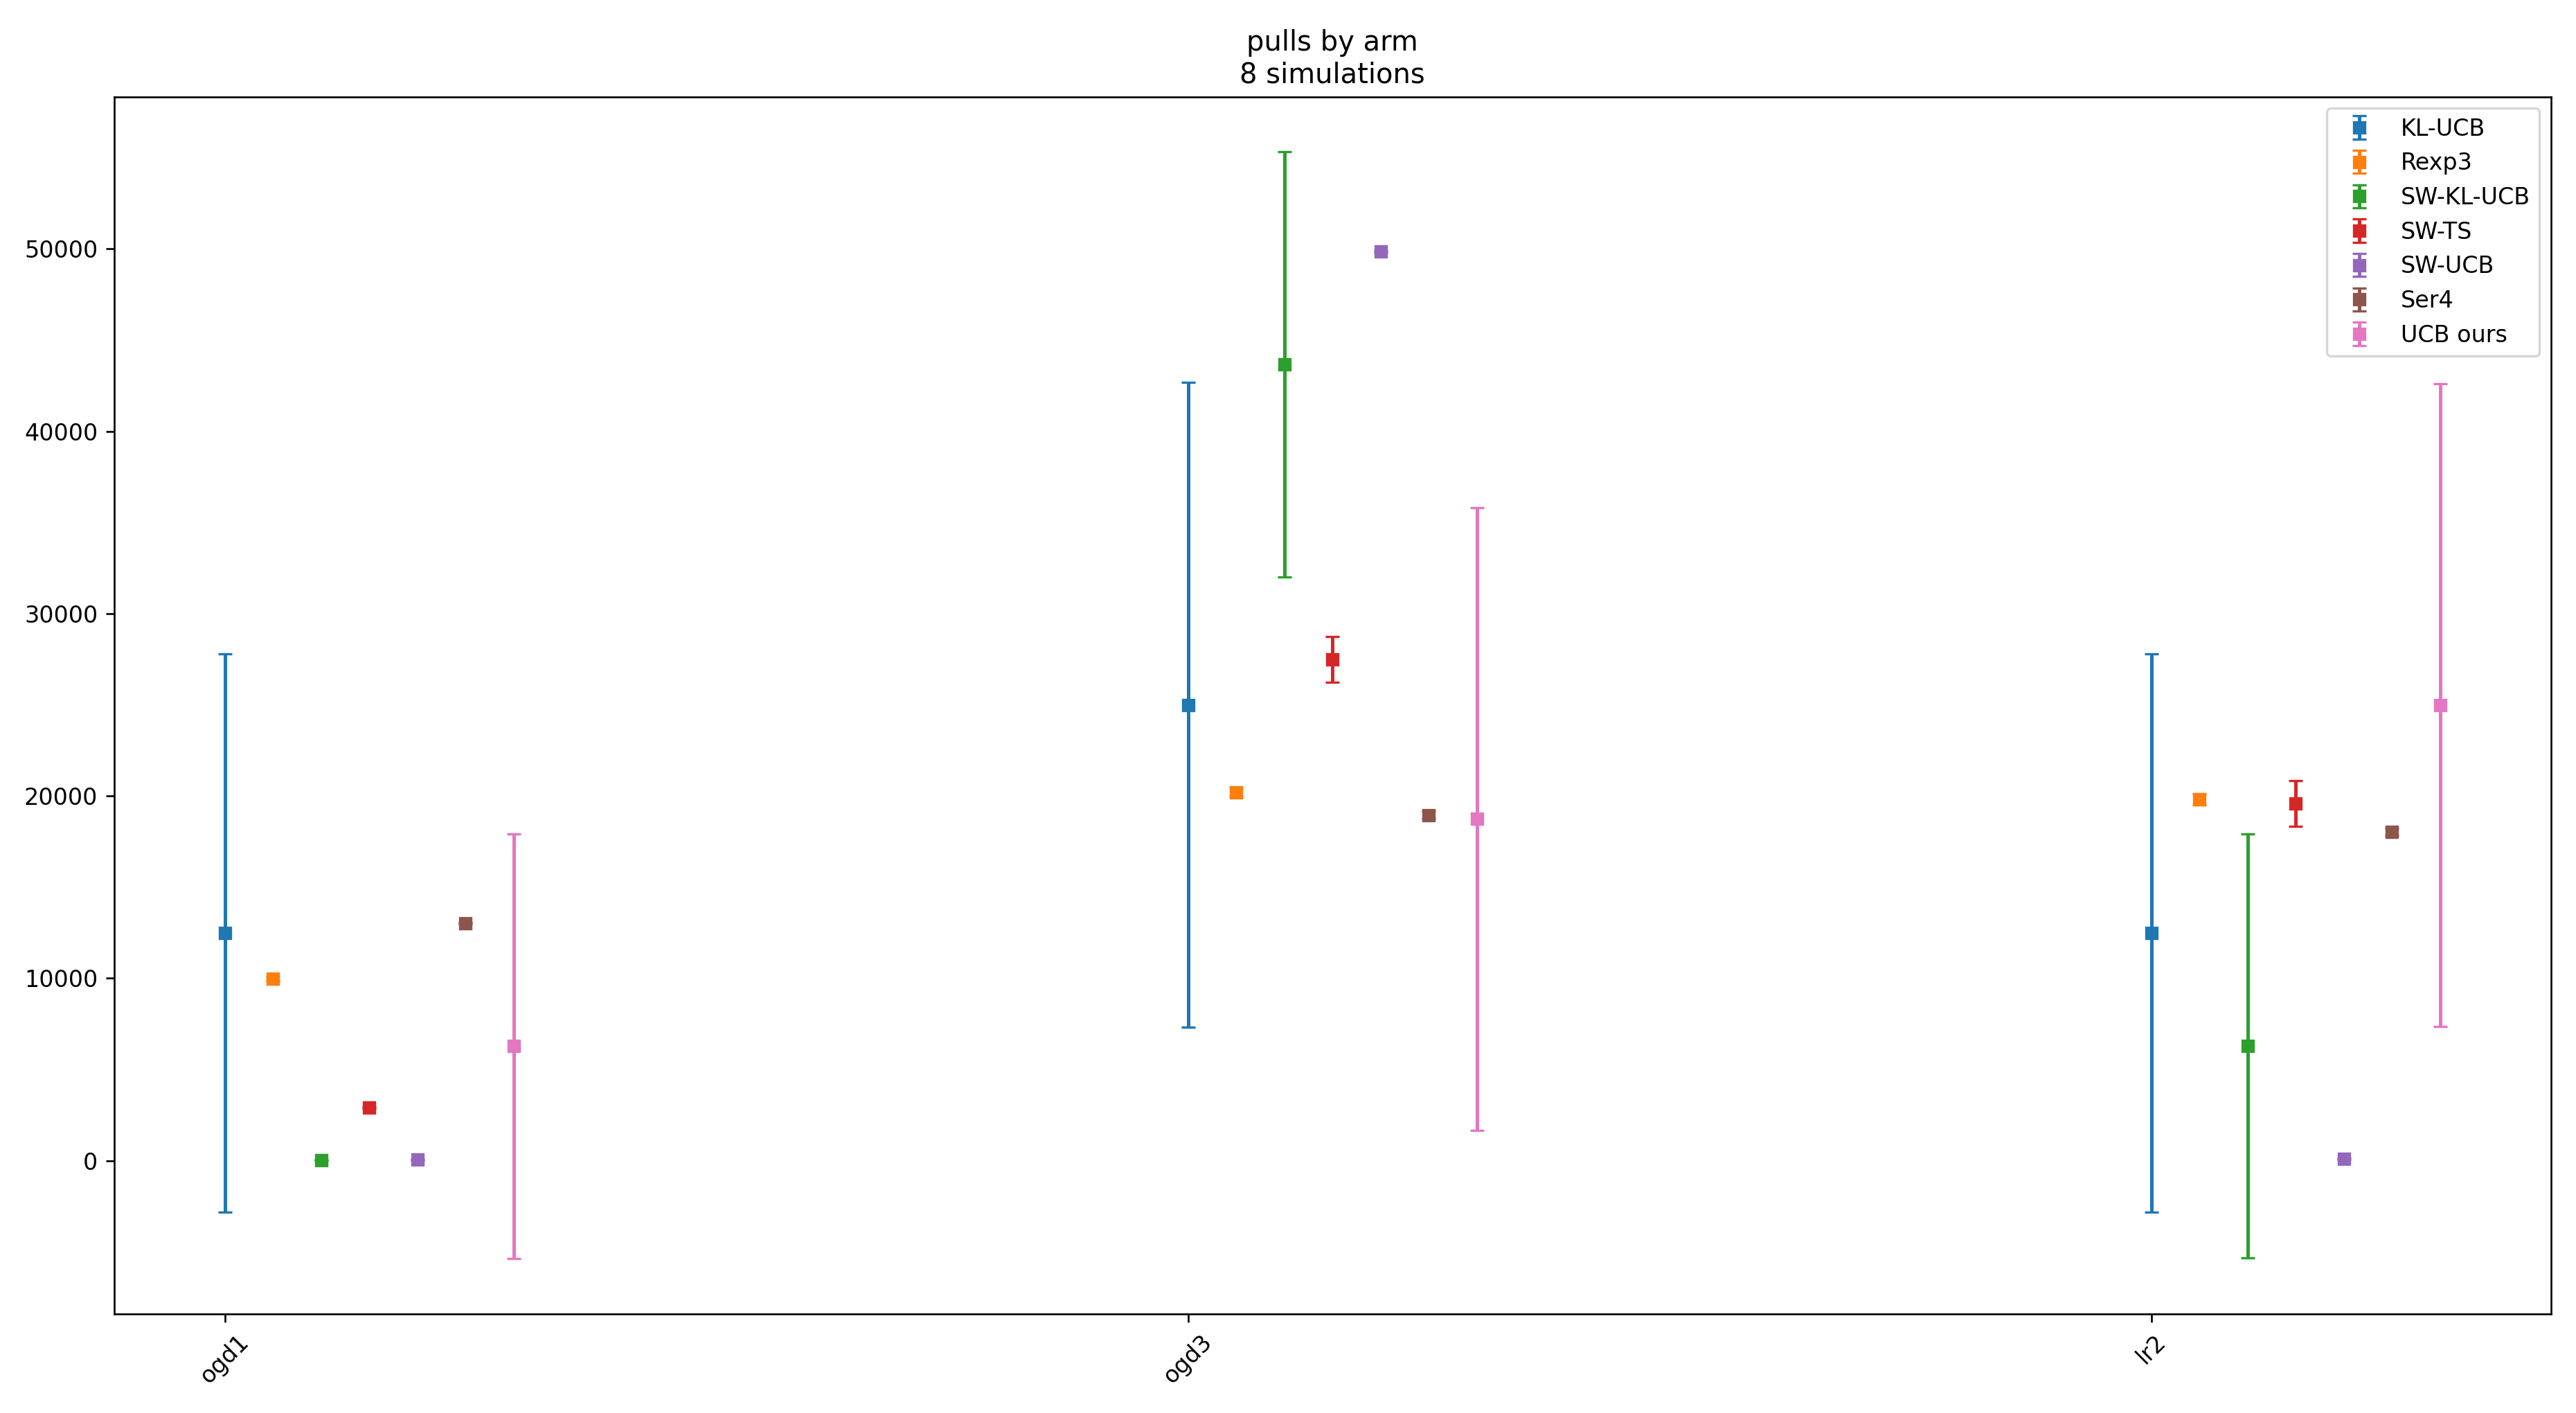 pulls by arm
8 simulations
KL-UCB
Rexp3
SW-KL-UCB
SW-TS
SW-UCB
Ser4
UCB ours
50000
40000
30000
20000
10000
0
ogd1
ogd3
lr2